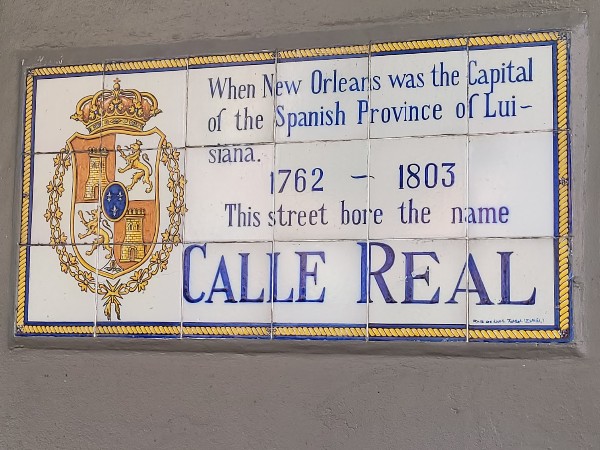 When New Orleans was the Capital
of the Spanish Province of Lui-
siana.
1762 – 1803
This street bore the name
CALLE REAL